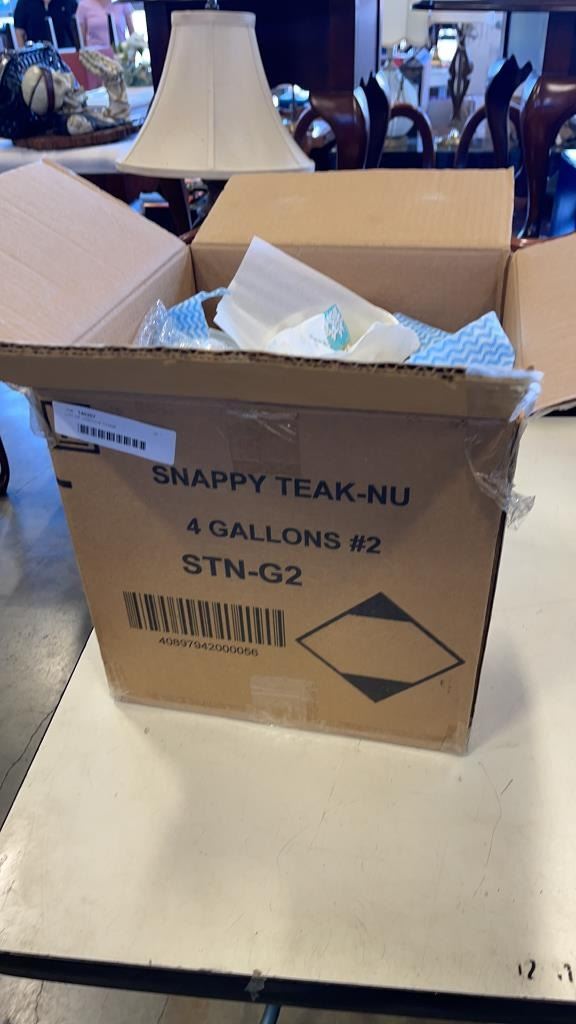 SNAPPY TEAK-NU
4 GALLONS #2
STN-G2
40897942000056